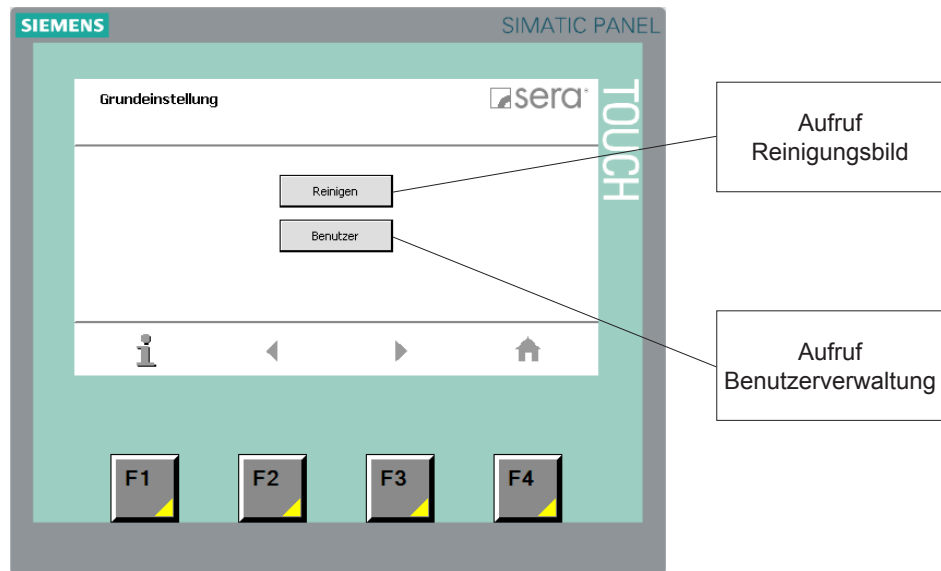 SIEMENS
SIMATIC PANEL
TOUCH
Grundeinstellung
sera
Reinigen
Benutzer
Aufruf
Reinigungsbild
Aufruf
Benutzerverwaltung
F1
F2
F3
F4